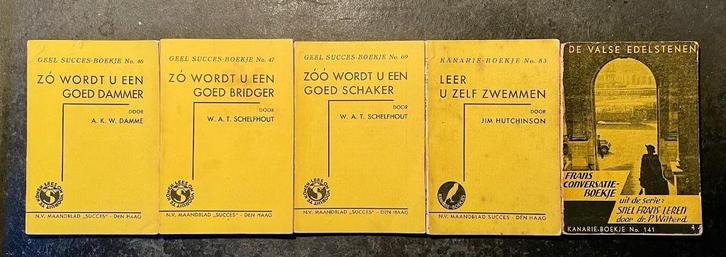 GEEL SUCCES-BOEKJE No. 46
ZÓ WORDT U EEN
GOED DAMMER
DOOR
A. K. W. DAMME
N.V. MAANDBLAD „SUCCES" - DEN HAAG
GEEL SUCCES-BOEKJE No. 47
ZÓ WORDT U EEN
GOED BRIDGER
DOOR
W. A. T. SCHELFHOUT
N.V. MAANDBLAD „SUCCES" - DEN HAAG
GEEL SUCCES-BOEKJE No. 69
ZÓÓ WORDT U EEN
GOED SCHAKER
DOOR
W. A. T. SCHELFHOUT
N.V. MAANDBLAD „SUCCES" - DEN HAAG
KANARIE-BOEKJE No. 83
LEER
U ZELF ZWEMMEN
DOOR
JIM HUTCHINSON
N.V. MAANDBLAD „SUCCES" - DEN HAAG
DE VALSE EDELSTENEN
FRANS
CONVERSATIE-
BOEKJE
uit de serie:
SNEL FRANS LEREN
door dr. P. Witterd.
KANARIE-BOEKJE No. 141